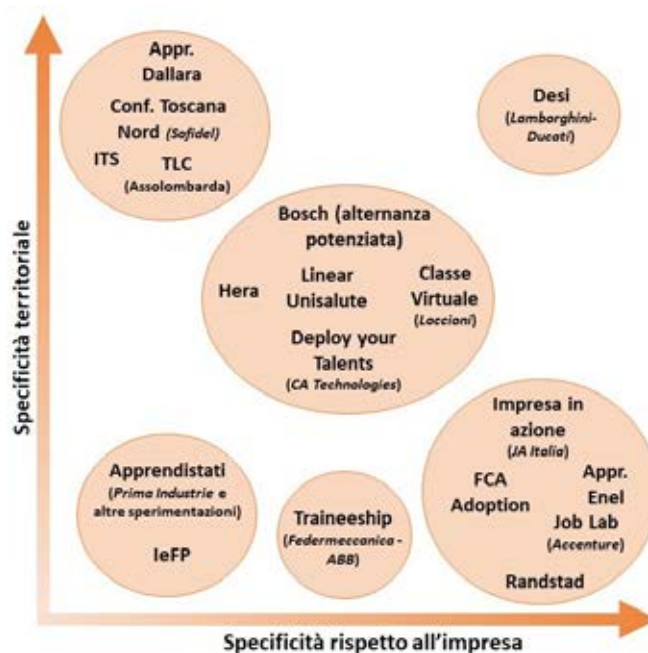 Appr.
Dallara
Conf. Toscana
Nord (Sofidel)
ITS TLC
(Assolombarda)
Desi
(Lamborghini-
Ducati)
Bosch (alternanza
potenziata)
Hera
Linear
Unisalute
Classe
Virtuale
(Loccioni)
Deploy your
Talents
(CA Technologies)
Apprendistati
(Prima Industrie e
altre sperimentazioni)
IeFP
Traineeship
(Federmeccanica -
ABB)
Impresa in
azione
(JA Italia)
FCA
Adoption
Appr.
Enel
Job Lab
(Accenture)
Randstad
Specificità territoriale
Specificità rispetto all'impresa